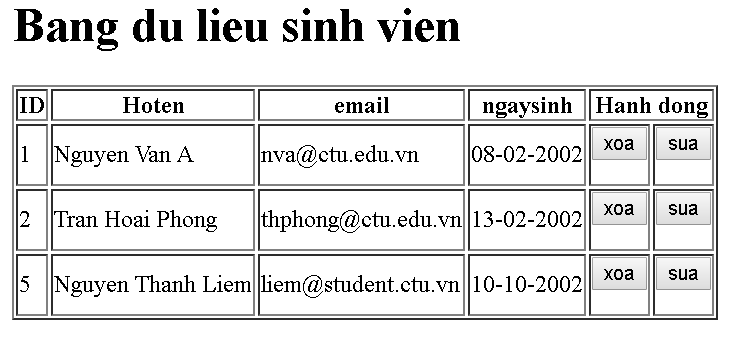 Bang du lieu sinh vien
ID Hoten email ngaysinh Hanh dong
1 Nguyen Van A nva@ctu.edu.vn 08-02-2002 xoa sua
2 Tran Hoai Phong thphong@ctu.edu.vn 13-02-2002 xoa sua
5 Nguyen Thanh Liem liem@student.ctu.vn 10-10-2002 xoa sua